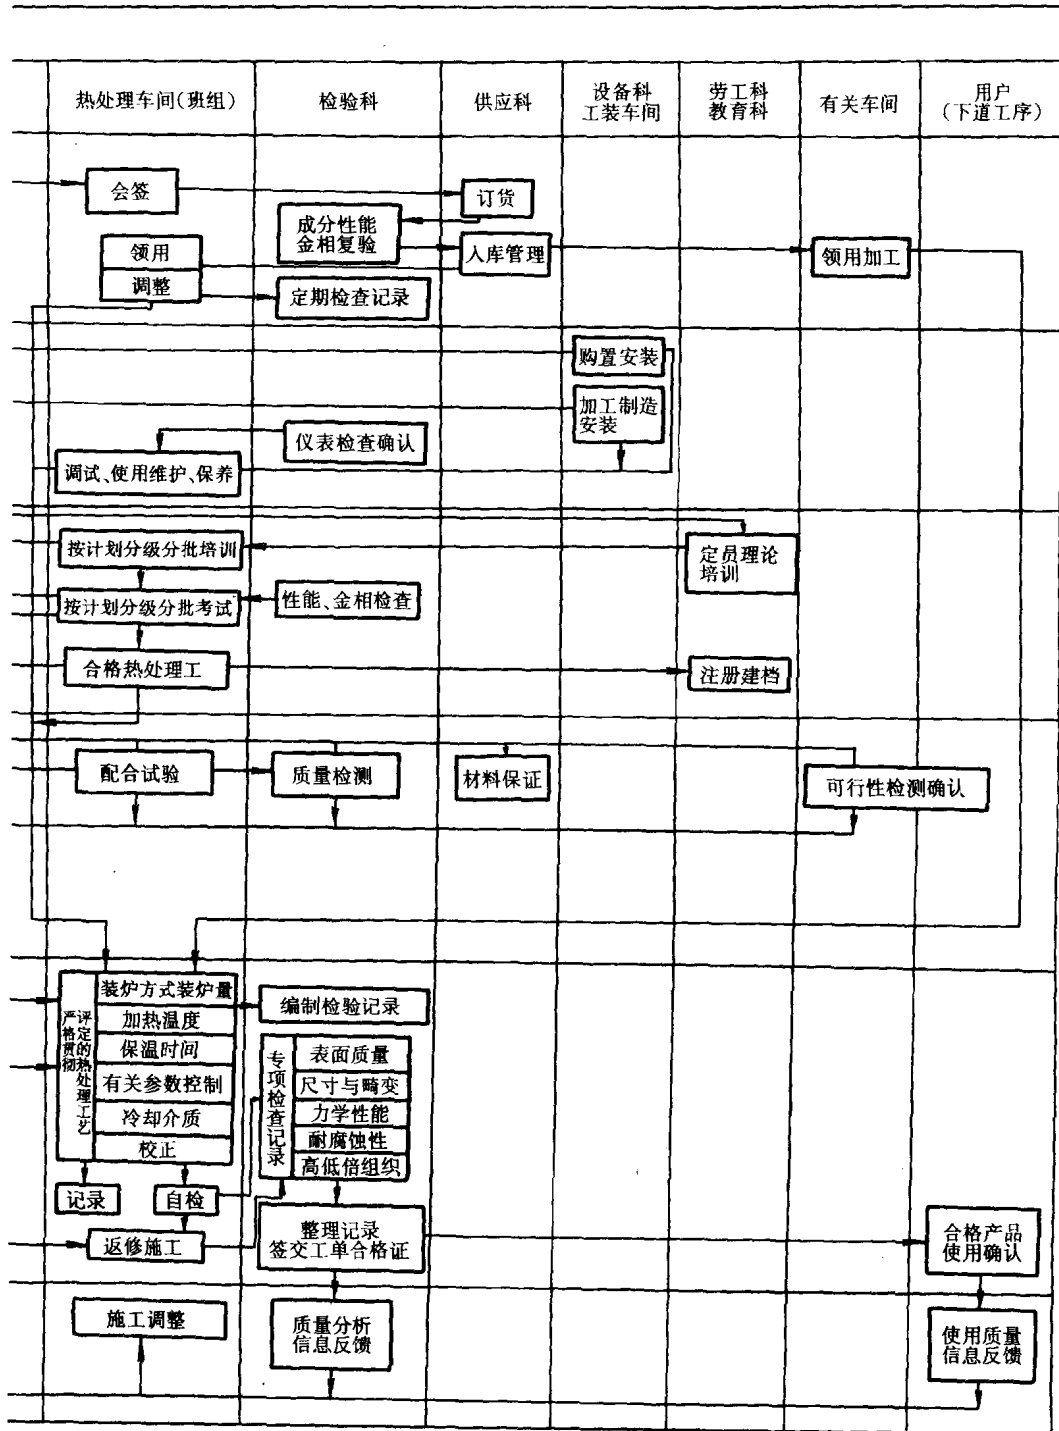 热处理车间(班组)
检验科
供应科
设备科
工装车间
劳工科
教育科
有关车间
用户
(下道工序)
会签
订货
成分性能
金相复验
领用
入库管理
领用加工
调整
定期检查记录
购置安装
加工制造
安装
仪表检查确认
调试、使用维护、保养
按计划分级分批培训
定员理论
培训
按计划分级分批考试
性能、金相检查
合格热处理工
注册建档
配合试验
质量检测
材料保证
可行性检测确认
严格贯彻
评定的热处理工艺
装炉方式装炉量
加热温度
保温时间
有关参数控制
冷却介质
校正
编制检验记录
专项检查记录
表面质量
尺寸与畸变
力学性能
耐腐蚀性
高低倍组织
记录
自检
返修施工
整理记录
签交工单合格证
合格产品
使用确认
施工调整
质量分析
信息反馈
使用质量
信息反馈